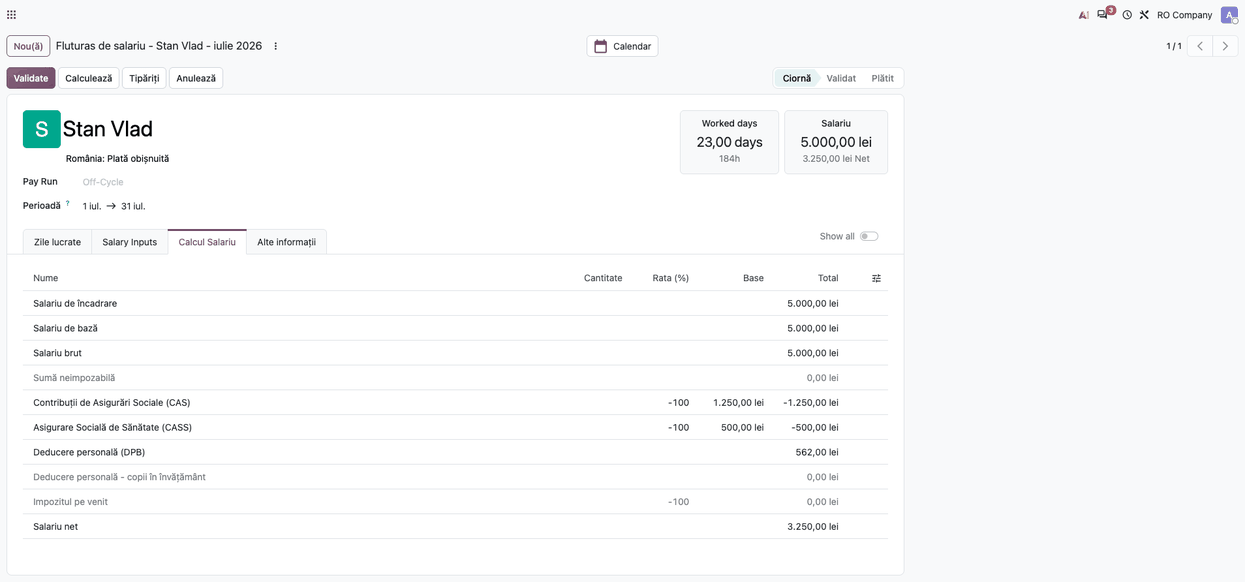 AI 3 RO Company A
Nou(ă) Fluturas de salariu - Stan Vlad - iulie 2026 Calendar 1 / 1
Validate Calculează Tipăriți Anulează Ciornă Validat Plătit
S Stan Vlad
România: Plată obișnuită
Worked days
23,00 days
184h
Salariu
5.000,00 lei
3.250,00 lei Net
Pay Run Off-Cycle
Perioadă ? 1 iul. → 31 iul.
Zile lucrate Salary Inputs Calcul Salariu Alte informații Show all
Nume Cantitate Rata (%) Base Total
Salariu de încadrare 5.000,00 lei
Salariu de bază 5.000,00 lei
Salariu brut 5.000,00 lei
Sumă neimpozabilă 0,00 lei
Contribuții de Asigurări Sociale (CAS) -100 1.250,00 lei -1.250,00 lei
Asigurare Socială de Sănătate (CASS) -100 500,00 lei -500,00 lei
Deducere personală (DPB) 562,00 lei
Deducere personală - copii în învățământ 0,00 lei
Impozitul pe venit -100 0,00 lei
Salariu net 3.250,00 lei